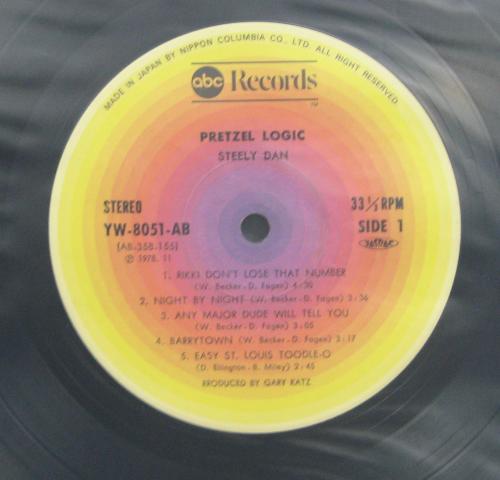 MADE IN JAPAN BY NIPPON COLUMBIA CO., LTD. ALL RIGHT RESERVED
abc Records
TM
PRETZEL LOGIC
STEELY DAN
STEREO
YW-8051-AB
(AB-358-155)
℗ 1978. 11
33 1/3 RPM
SIDE 1
JASRAC
1. RIKKI DON'T LOSE THAT NUMBER
(W. Becker-D. Fagen) 4:30
2. NIGHT BY NIGHT (W. Becker-D. Fagen) 3:36
3. ANY MAJOR DUDE WILL TELL YOU
(W. Becker-D. Fagen) 3:05
4. BARRYTOWN (W. Becker-D. Fagen) 3:17
5. EASY ST. LOUIS TOODLE-O
(D. Ellington-B. Miley) 2:45
PRODUCED BY GARY KATZ